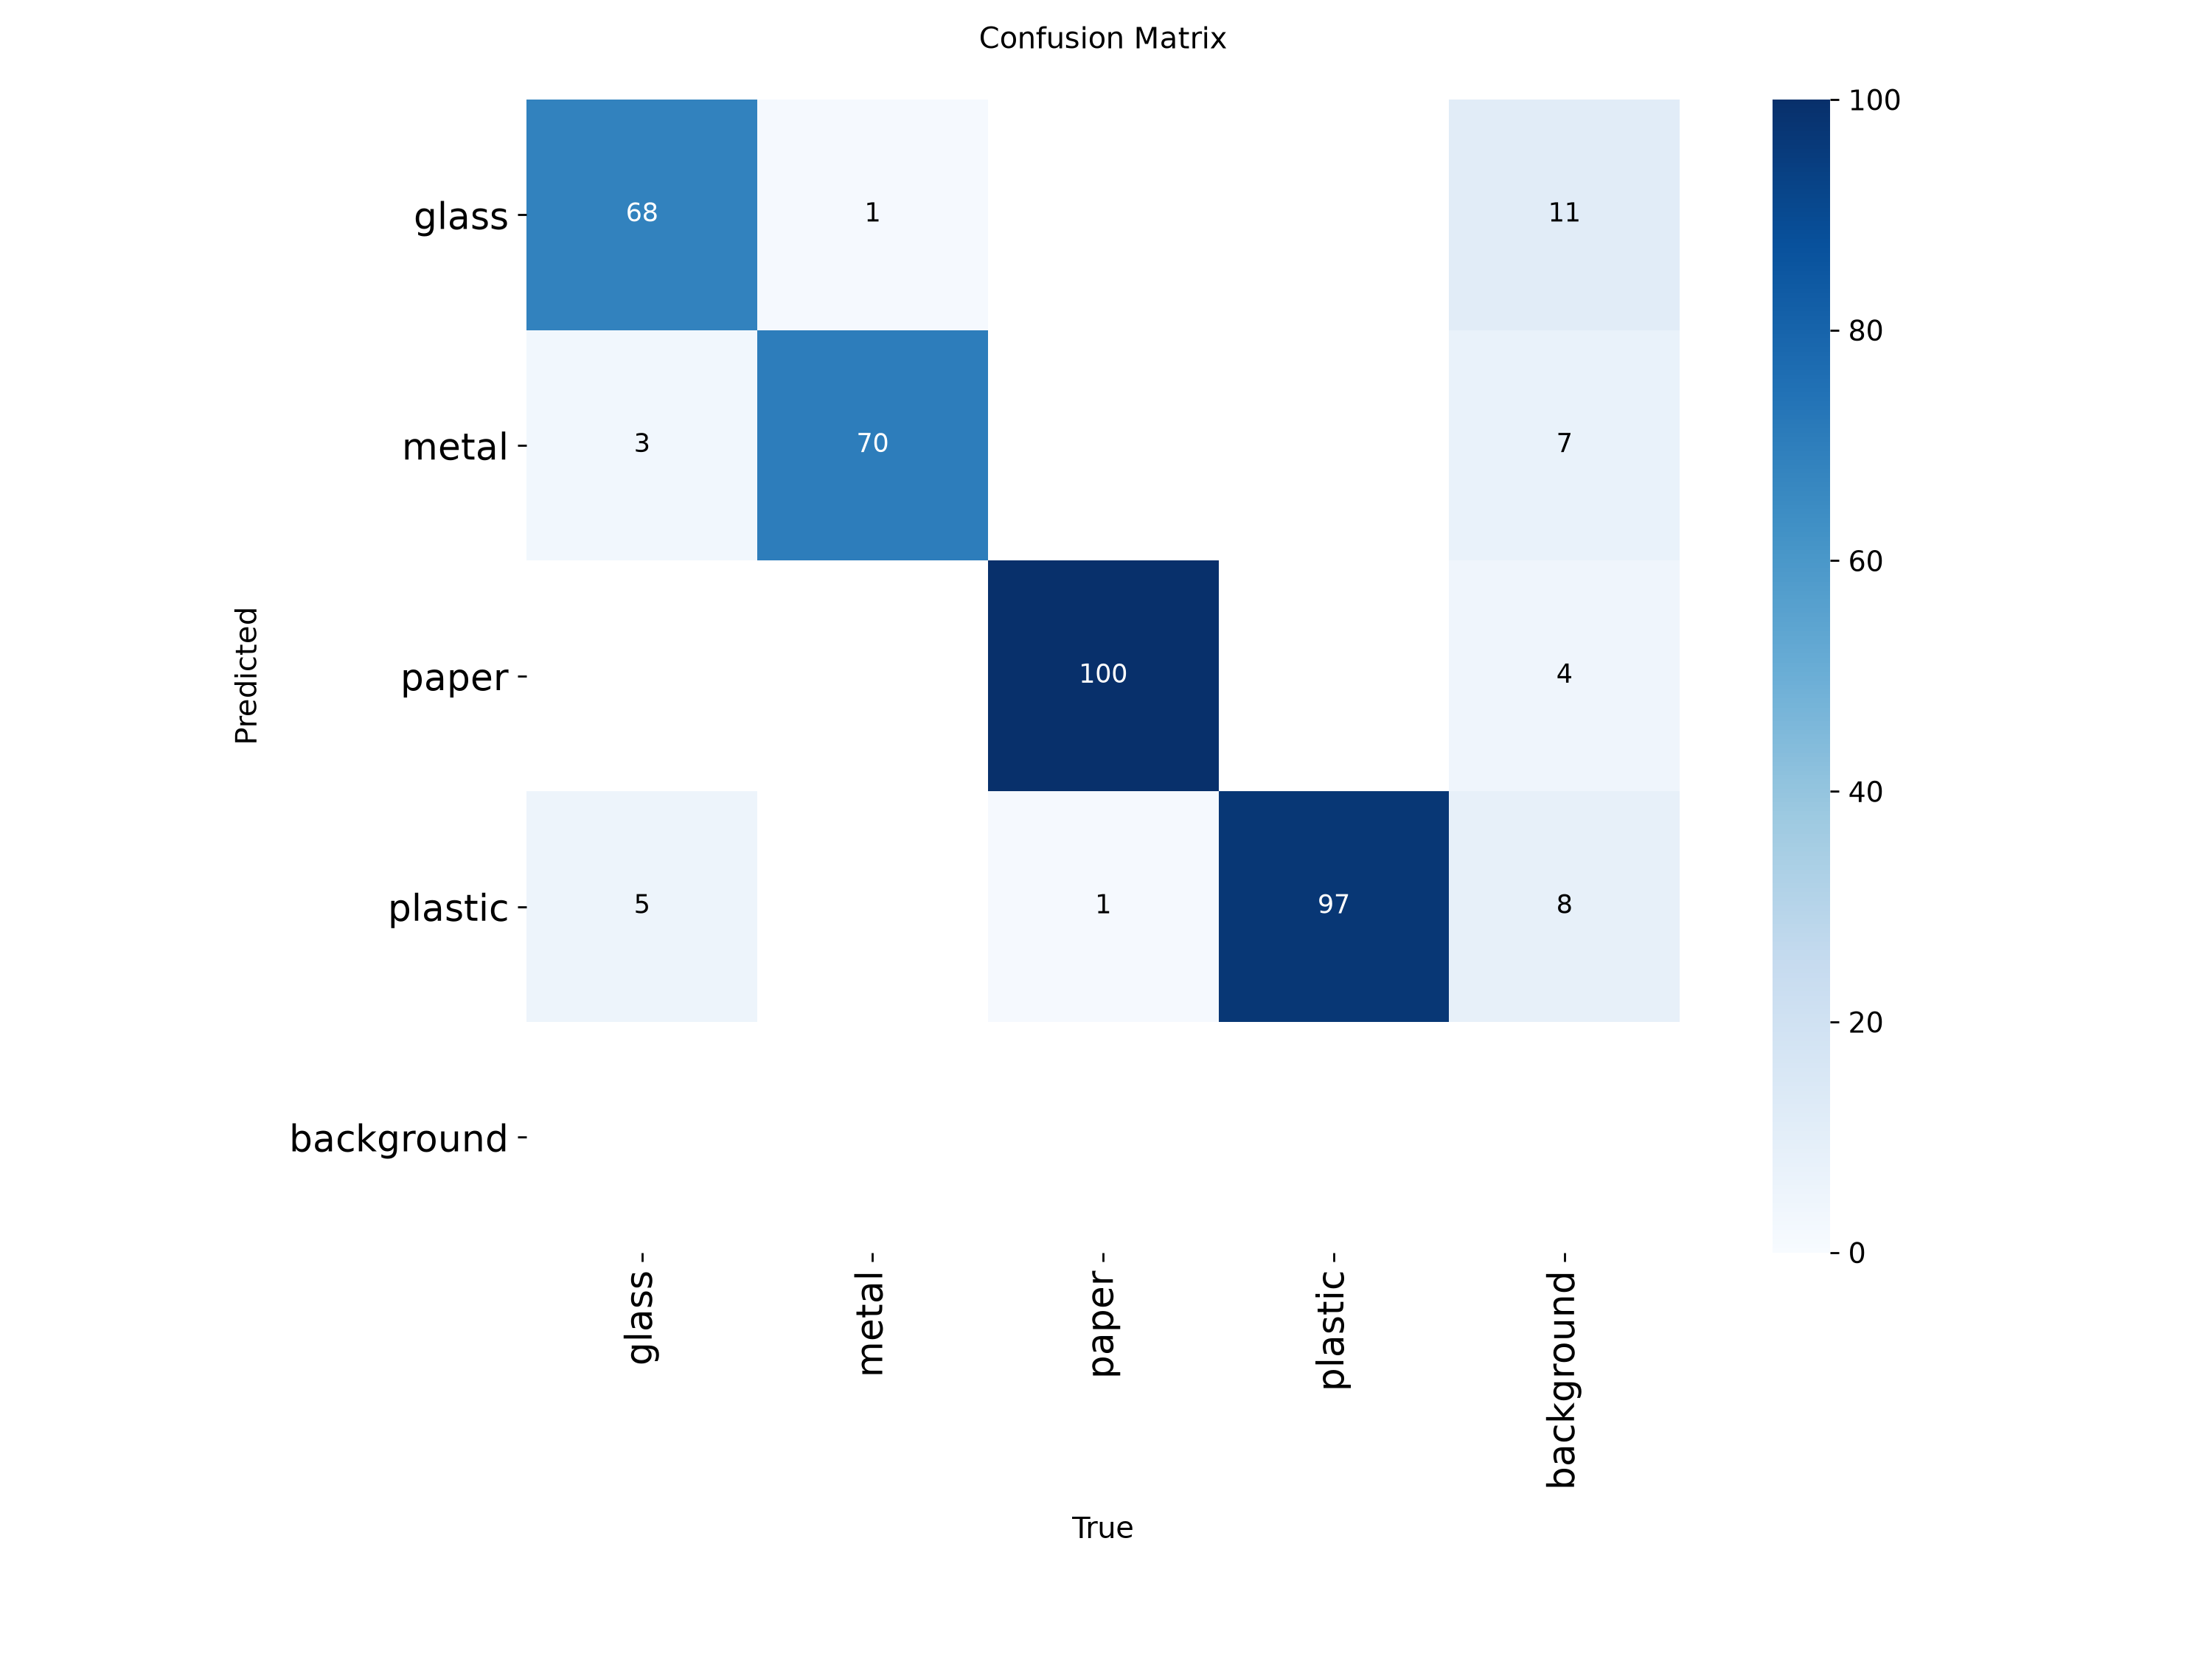 Confusion Matrix
glass
68
1
11
metal
3
70
7
paper
100
4
plastic
5
1
97
8
background
glass
metal
paper
plastic
background
Predicted
True
100
80
60
40
20
0